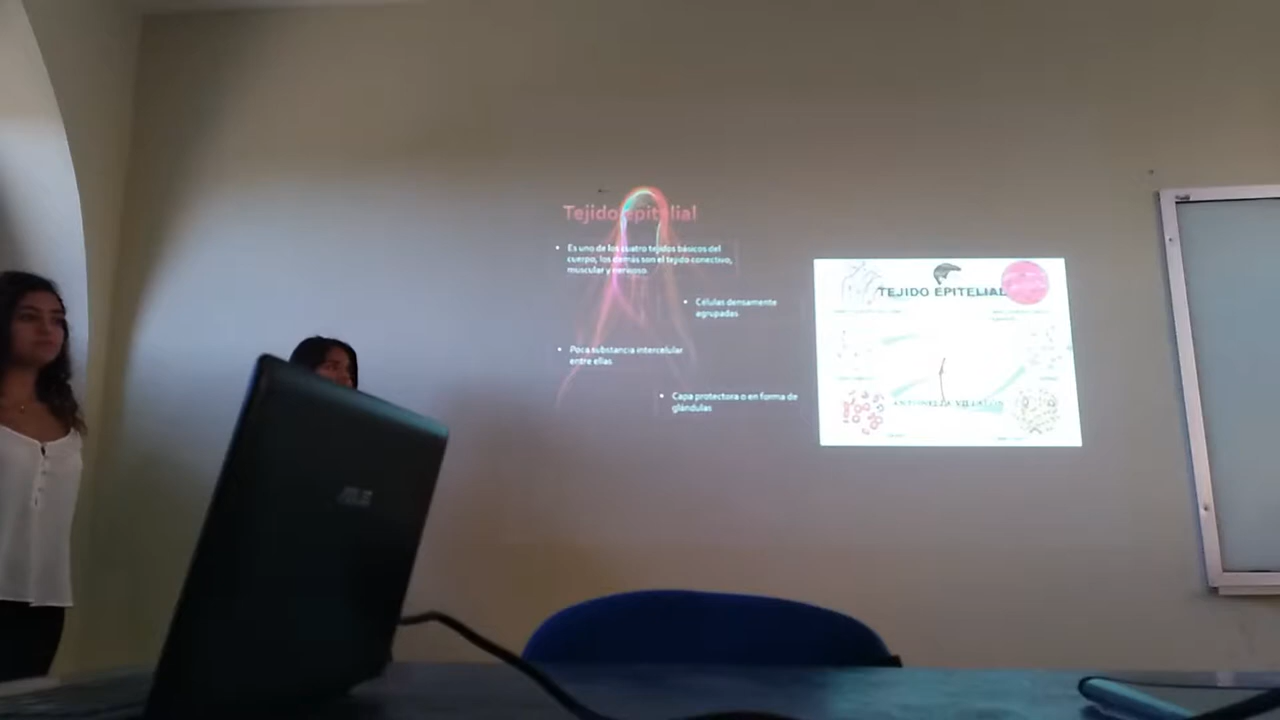 Tejido epitelial
• Es uno de los cuatro tejidos básicos del
cuerpo, los demás son el tejido conectivo,
muscular y nervioso.
• Células densamente
agrupadas
• Poca substancia intercelular
entre ellas
• Capa protectora o en forma de
glándulas
TEJIDO EPITELIAL
ASUS